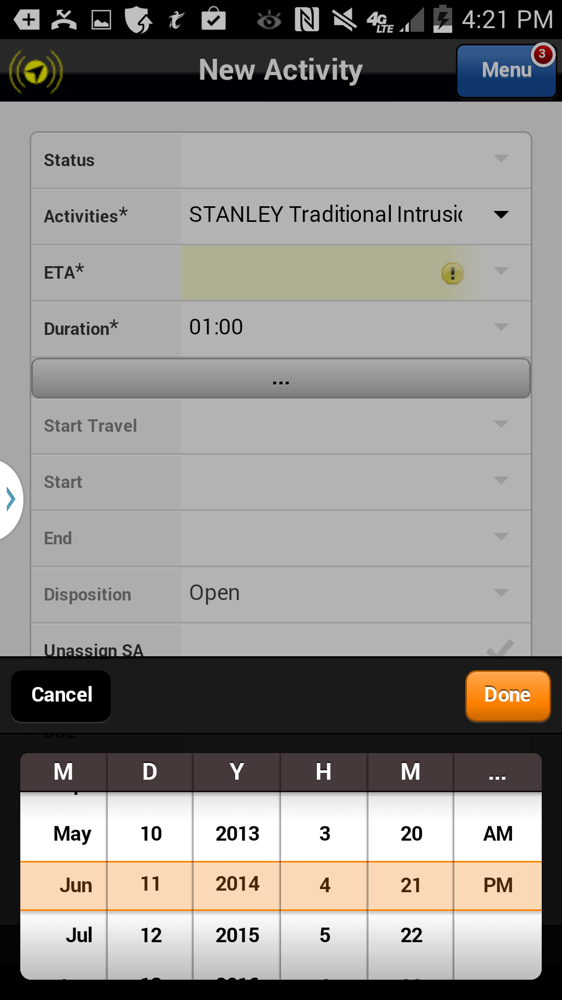 4G LTE 4:21 PM
New Activity
Menu
3
Status
Activities* STANLEY Traditional Intrusic
ETA*
Duration* 01:00
...
Start Travel
Start
End
Disposition Open
Unassign SA
Cancel Done
M D Y H M ...
May 10 2013 3 20 AM
Jun 11 2014 4 21 PM
Jul 12 2015 5 22